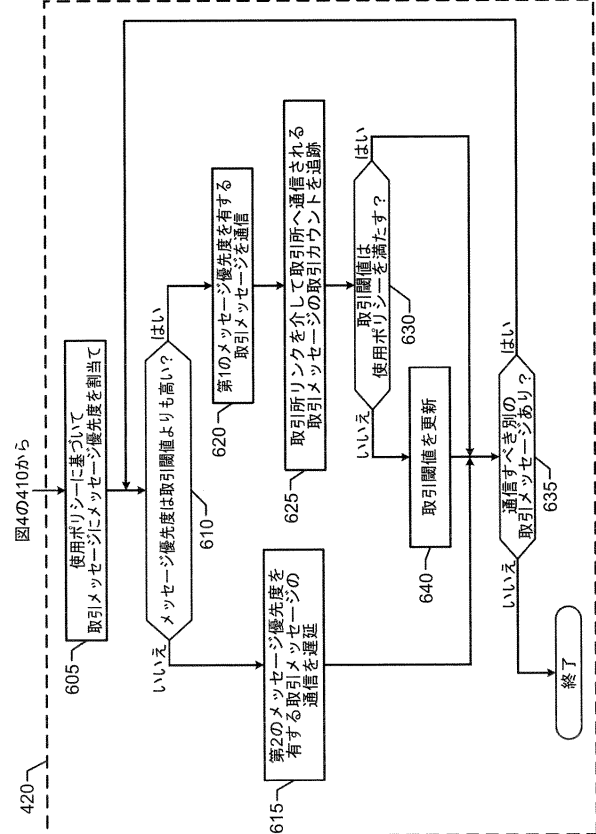 420
図4の410から
使用ポリシーに基づいて
取引メッセージにメッセージ優先度を割当て
605
メッセージ優先度は取引閾値よりも高い?
610
いいえ
はい
第1のメッセージ優先度を有する
取引メッセージを通信
620
第2のメッセージ優先度を
有する取引メッセージの
通信を遅延
615
取引所リンクを介して取引所へ通信される
取引メッセージの取引カウントを追跡
625
取引閾値は
使用ポリシーを満たす?
630
いいえ
はい
取引閾値を更新
640
通信すべき別の
取引メッセージあり?
635
いいえ
はい
終了